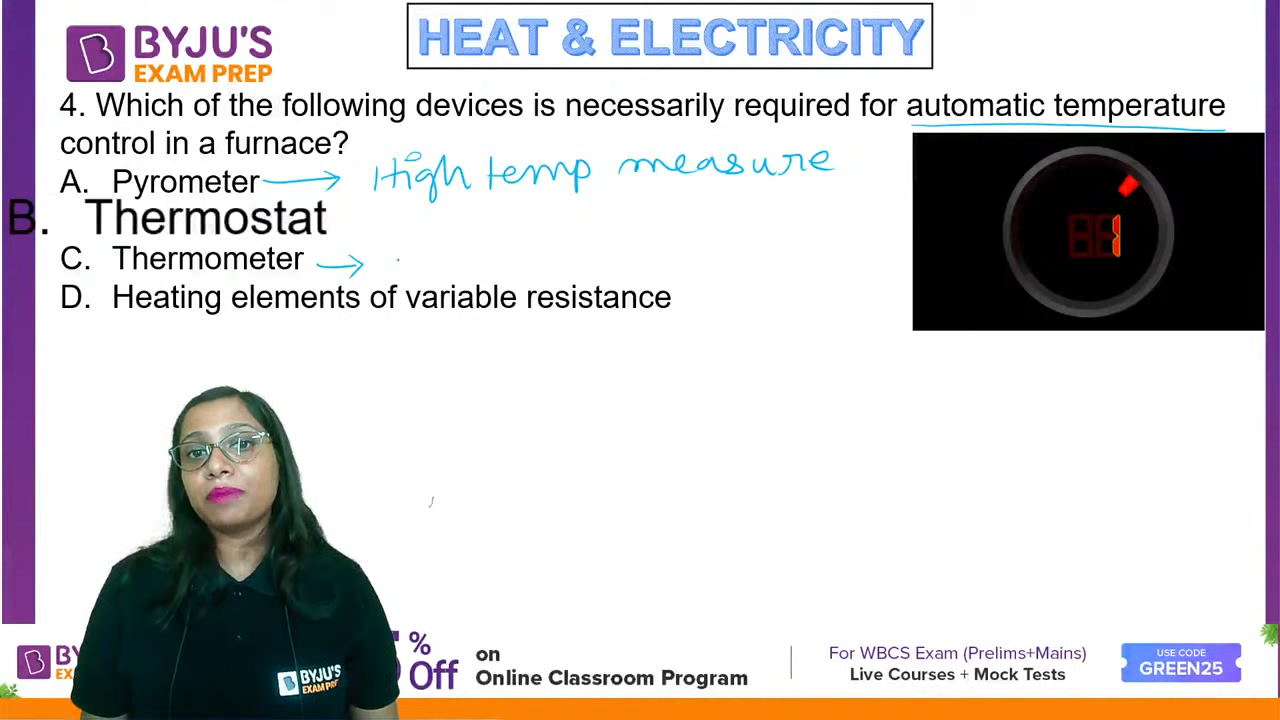 BYJU'S
EXAM PREP
HEAT & ELECTRICITY
4. Which of the following devices is necessarily required for automatic temperature
control in a furnace?
A. Pyrometer → High temp measure
B. Thermostat
C. Thermometer →
D. Heating elements of variable resistance
BYJU'S
EXAM PREP
% Off
on
Online Classroom Program
For WBCS Exam (Prelims+Mains)
Live Courses + Mock Tests
USE CODE
GREEN25